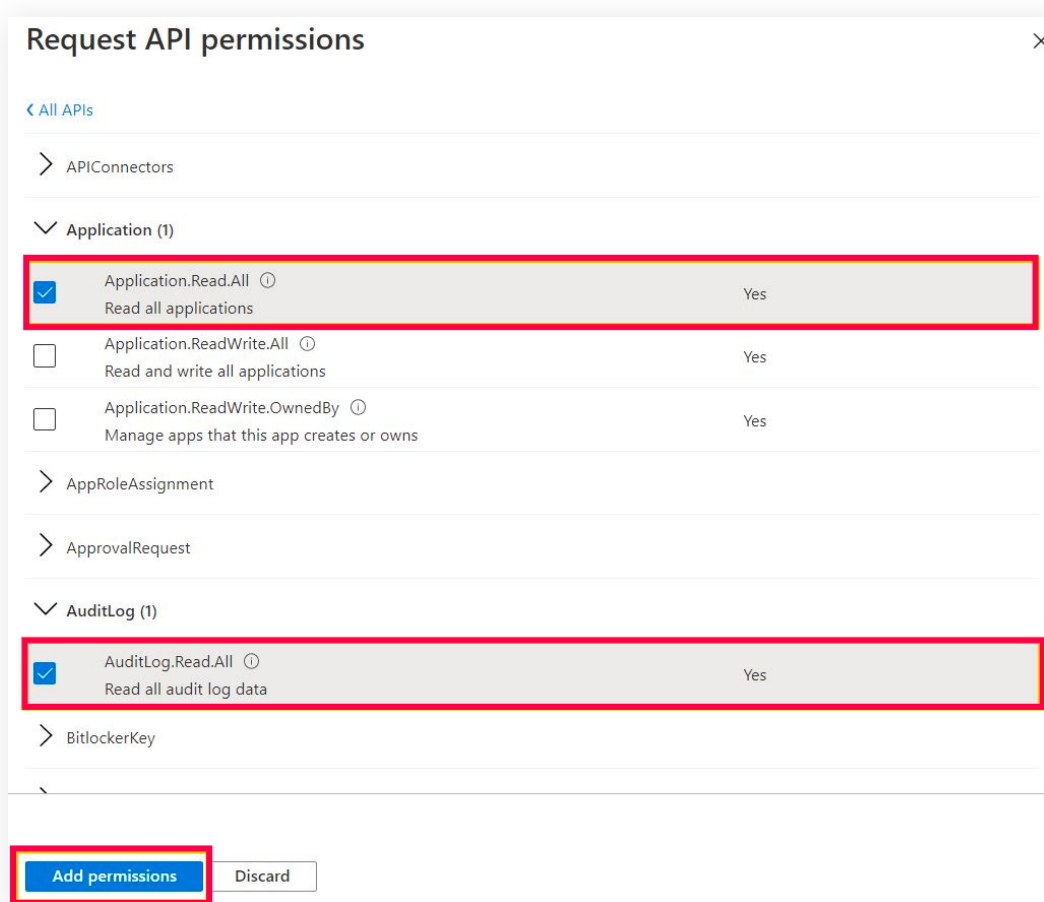 Request API permissions
All APIs
APIConnectors
Application (1)
Application.Read.All
Read all applications
Yes
Application.ReadWrite.All
Read and write all applications
Yes
Application.ReadWrite.OwnedBy
Manage apps that this app creates or owns
Yes
AppRoleAssignment
ApprovalRequest
AuditLog (1)
AuditLog.Read.All
Read all audit log data
Yes
BitlockerKey
Add permissions Discard